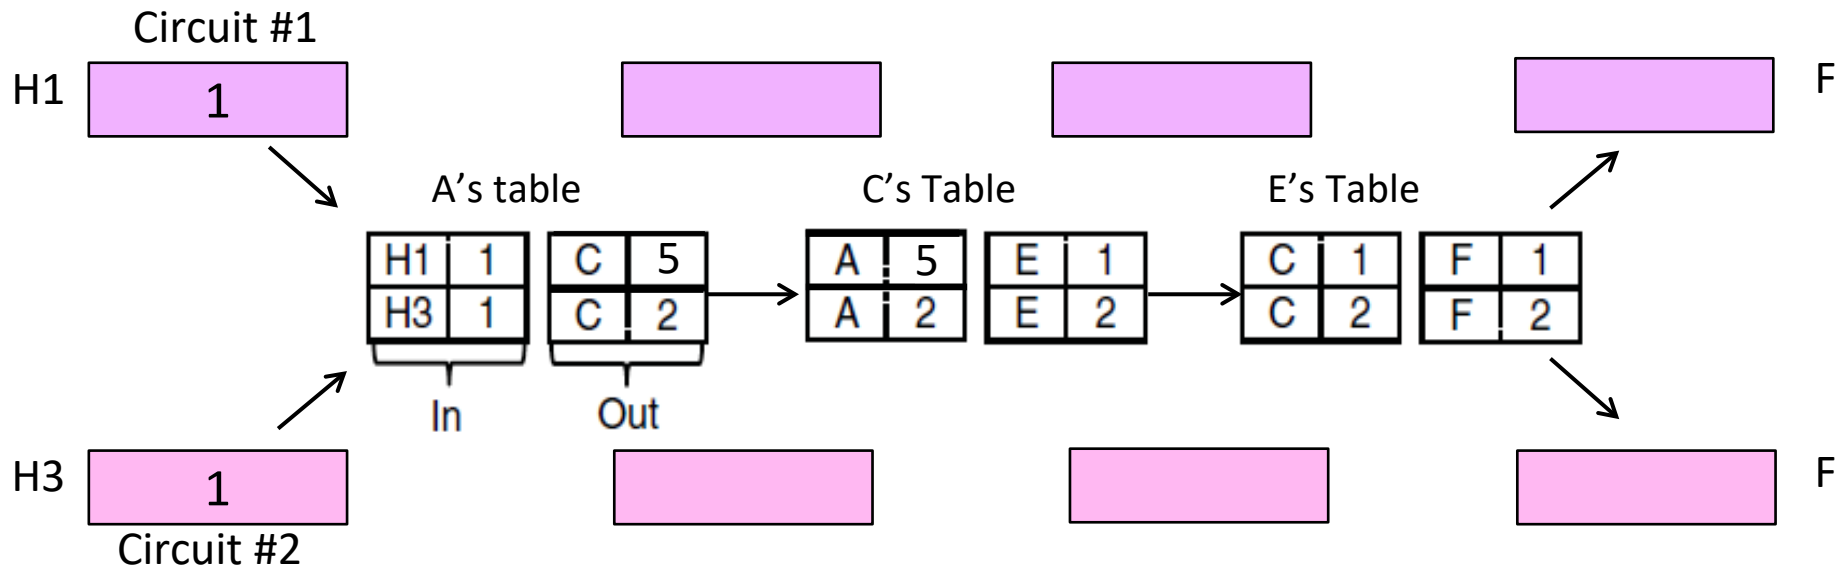 Circuit #1
H1 1 F
A’s table C’s Table E’s Table
H1 1 C 5 A 5 E 1 C 1 F 1
H3 1 C 2 A 2 E 2 C 2 F 2
In Out
H3 1 F
Circuit #2